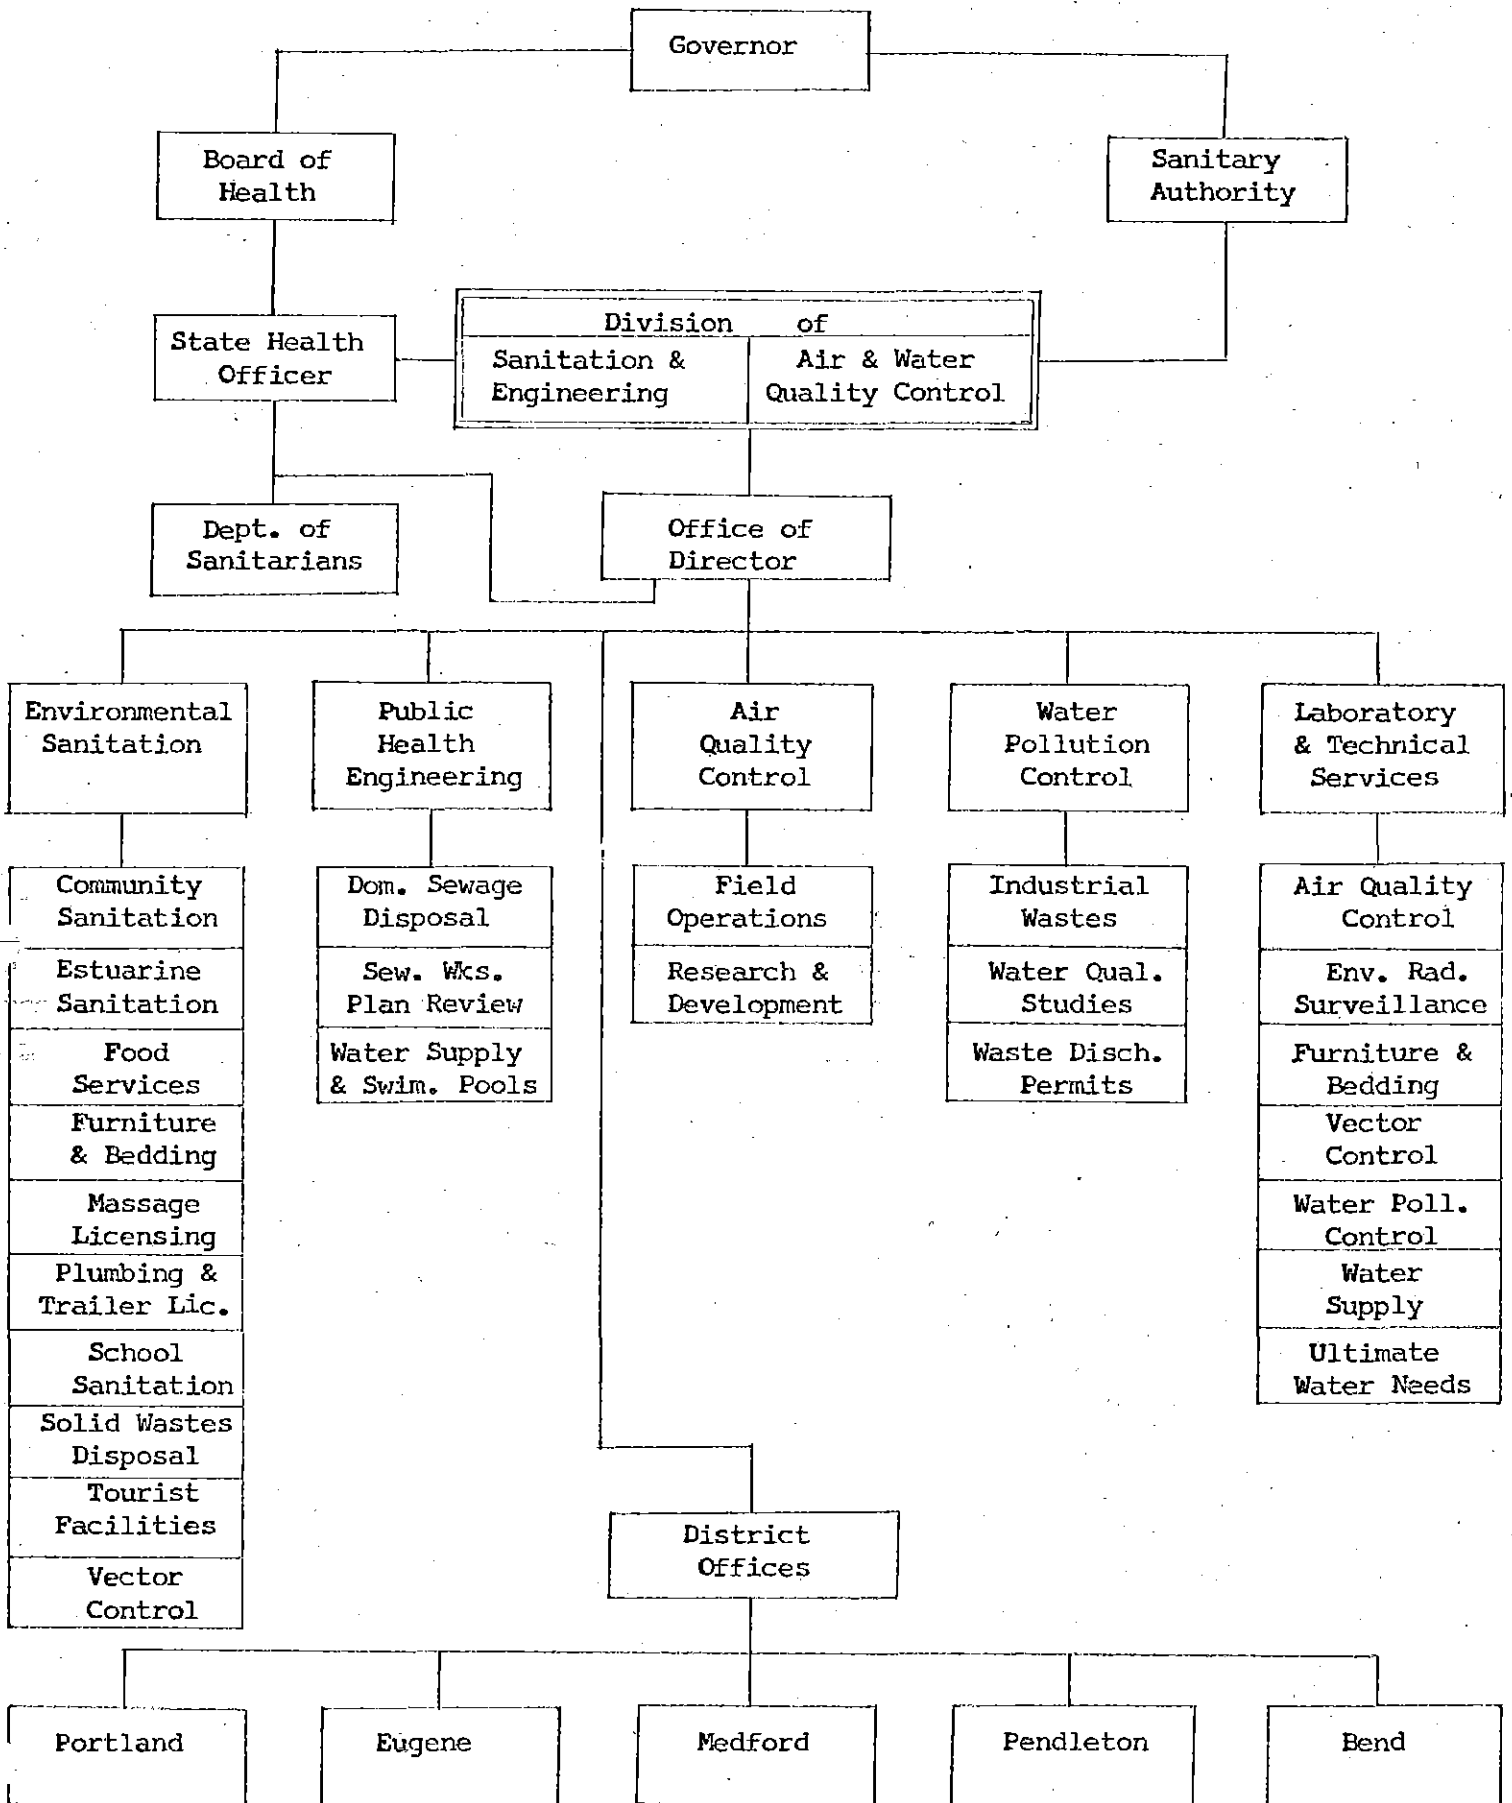 Governor
Board of
Health
Sanitary
Authority
State Health
Officer
Division of
Sanitation &
Engineering
Air & Water
Quality Control
Dept. of
Sanitarians
Office of
Director
Environmental
Sanitation
Public
Health
Engineering
Air
Quality
Control
Water
Pollution
Control
Laboratory
& Technical
Services
Community
Sanitation
Estuarine
Sanitation
Food
Services
Furniture
& Bedding
Massage
Licensing
Plumbing &
Trailer Lic.
School
Sanitation
Solid Wastes
Disposal
Tourist
Facilities
Vector
Control
Dom. Sewage
Disposal
Sew. Wks.
Plan Review
Water Supply
& Swim. Pools
Field
Operations
Research &
Development
Industrial
Wastes
Water Qual.
Studies
Waste Disch.
Permits
Air Quality
Control
Env. Rad.
Surveillance
Furniture &
Bedding
Vector
Control
Water Poll.
Control
Water
Supply
Ultimate
Water Needs
District
Offices
Portland
Eugene
Medford
Pendleton
Bend